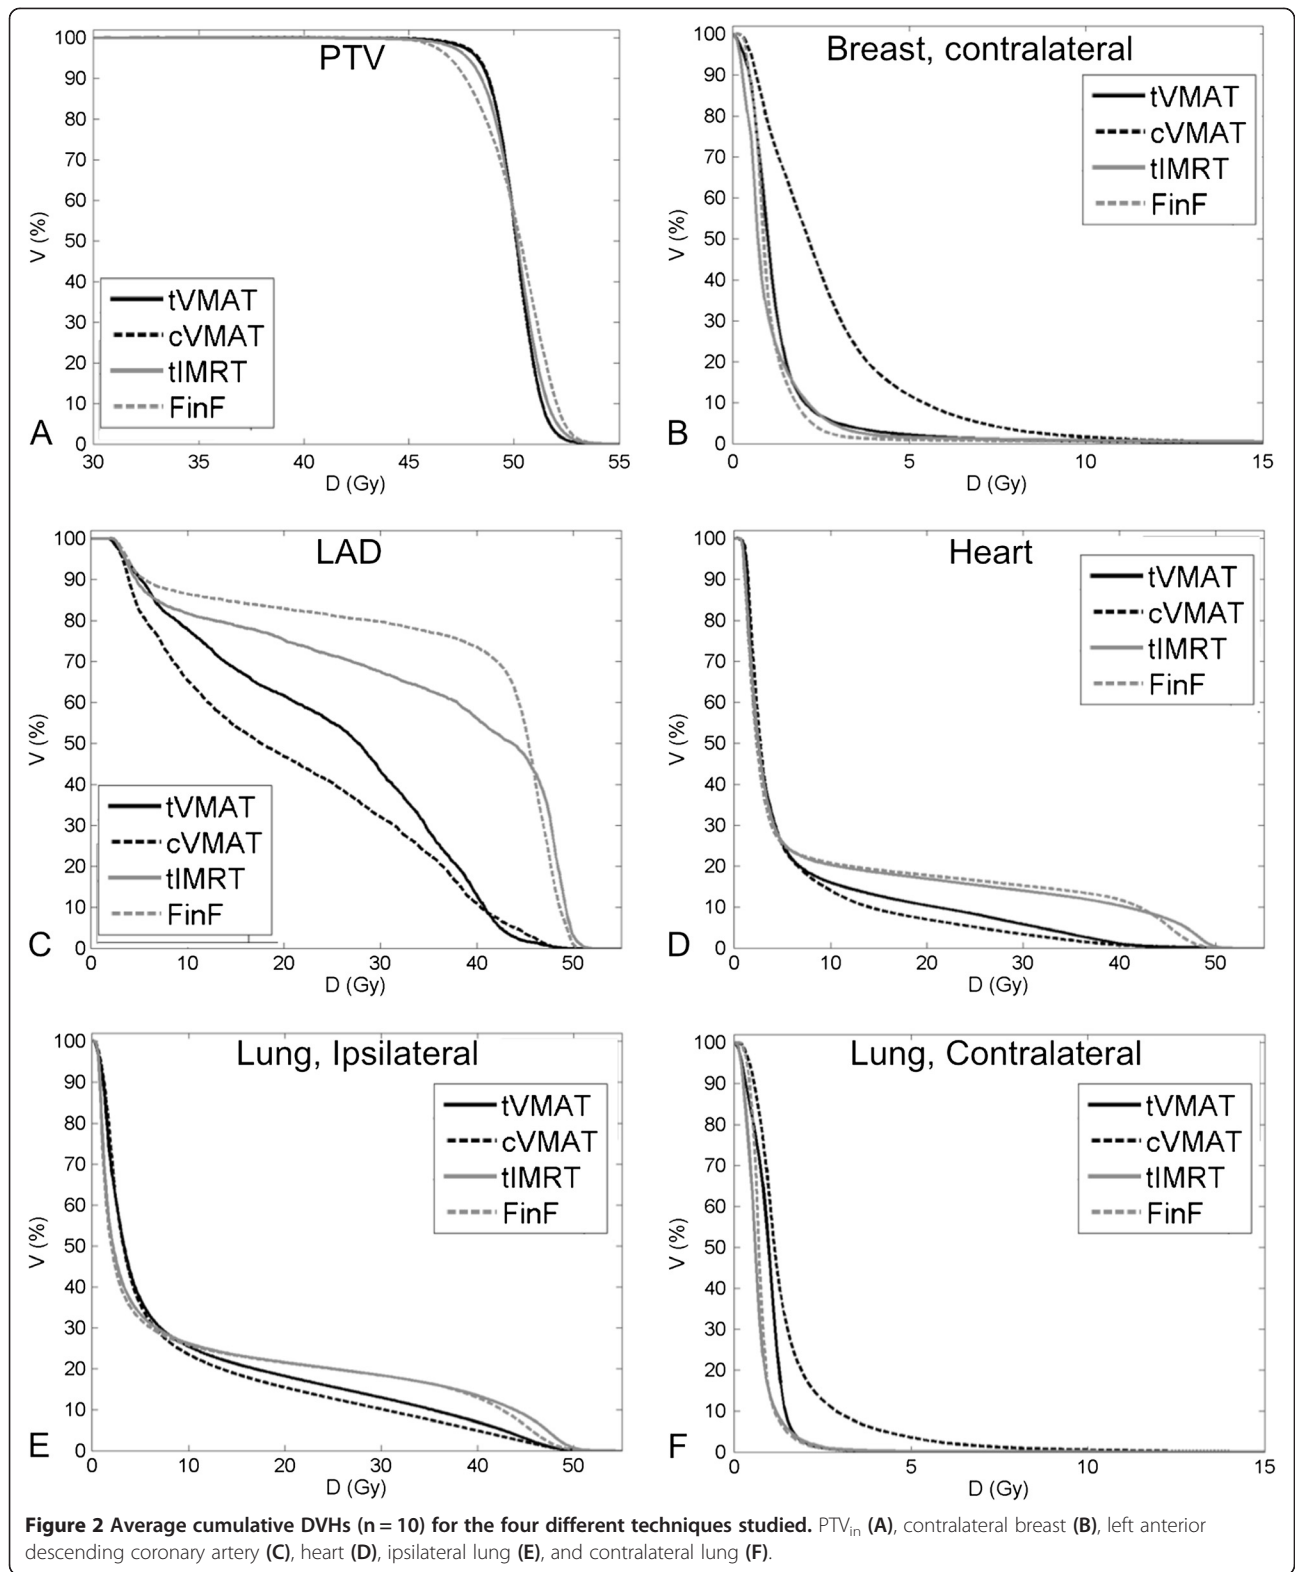 PTV
100
90
80
70
60
50
40
30
20
10
0
V (%)
tVMAT
cVMAT
tIMRT
FinF
A
30 35 40 45 50 55
D (Gy)
Breast, contralateral
100
90
80
70
60
50
40
30
20
10
0
V (%)
tVMAT
cVMAT
tIMRT
FinF
B
0 5 10 15
D (Gy)
LAD
100
90
80
70
60
50
40
30
20
10
0
V (%)
tVMAT
cVMAT
tIMRT
FinF
C
0 10 20 30 40 50
D (Gy)
Heart
100
90
80
70
60
50
40
30
20
10
0
V (%)
tVMAT
cVMAT
tIMRT
FinF
D
0 10 20 30 40 50
D (Gy)
Lung, Ipsilateral
100
90
80
70
60
50
40
30
20
10
0
V (%)
tVMAT
cVMAT
tIMRT
FinF
E
0 10 20 30 40 50
D (Gy)
Lung, Contralateral
100
90
80
70
60
50
40
30
20
10
0
V (%)
tVMAT
cVMAT
tIMRT
FinF
F
0 5 10 15
D (Gy)
Figure 2 Average cumulative DVHs (n = 10) for the four different techniques studied. PTVin (A), contralateral breast (B), left anterior
descending coronary artery (C), heart (D), ipsilateral lung (E), and contralateral lung (F).